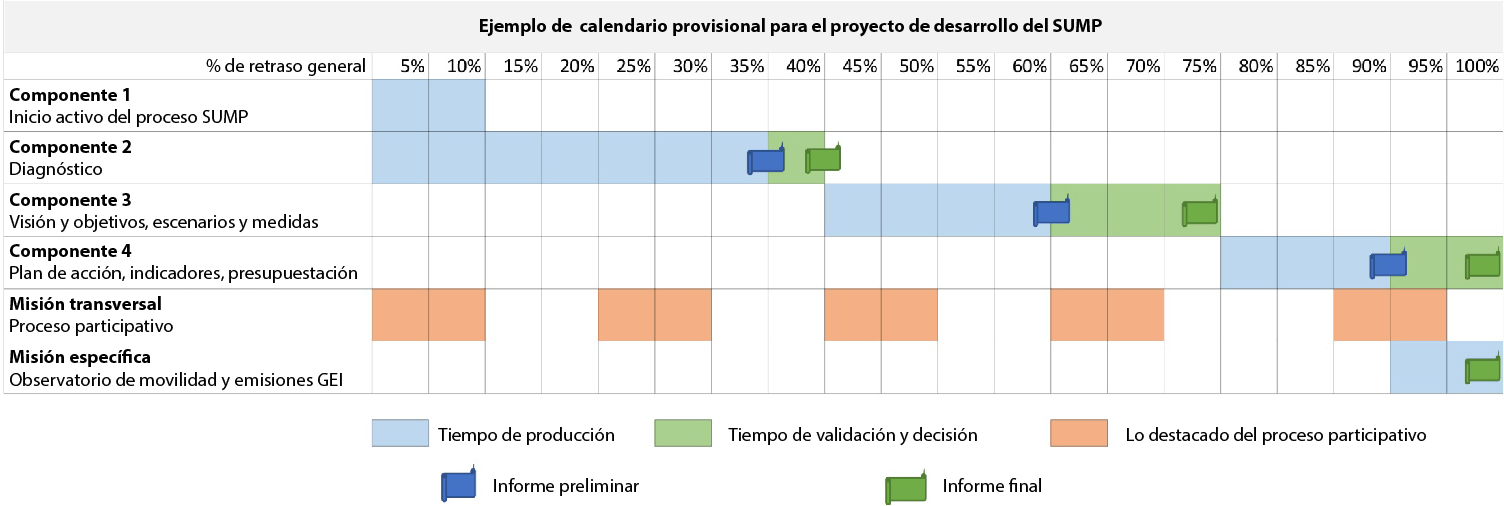 Ejemplo de calendario provisional para el proyecto de desarrollo del SUMP
% de retraso general 5% 10% 15% 20% 25% 30% 35% 40% 45% 50% 55% 60% 65% 70% 75% 80% 85% 90% 95% 100%
Componente 1
Inicio activo del proceso SUMP
Componente 2
Diagnóstico
Componente 3
Visión y objetivos, escenarios y medidas
Componente 4
Plan de acción, indicadores, presupuestación
Misión transversal
Proceso participativo
Misión específica
Observatorio de movilidad y emisiones GEI
Tiempo de producción Tiempo de validación y decisión Lo destacado del proceso participativo
Informe preliminar Informe final